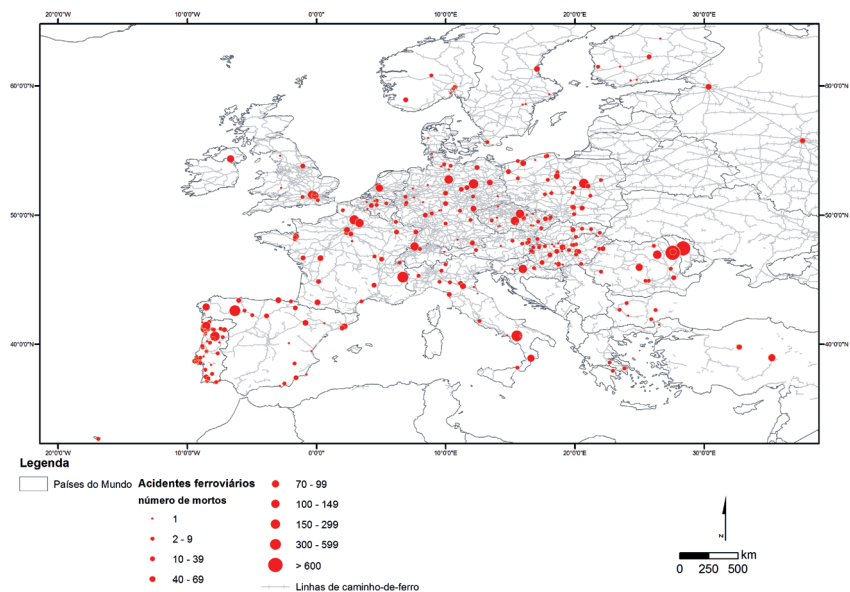 20°0'0"W 10°0'0"W 0°0'0" 10°0'0"E 20°0'0"E 30°0'0"E
60°0'0"N 60°0'0"N
50°0'0"N 50°0'0"N
40°0'0"N 40°0'0"N
20°0'0"W 10°0'0"W 0°0'0" 10°0'0"E 20°0'0"E 30°0'0"E
Legenda
Países do Mundo
Acidentes ferroviários
número de mortos
1
2 - 9
10 - 39
40 - 69
70 - 99
100 - 149
150 - 299
300 - 599
> 600
Linhas de caminho-de-ferro
N
km
0 250 500